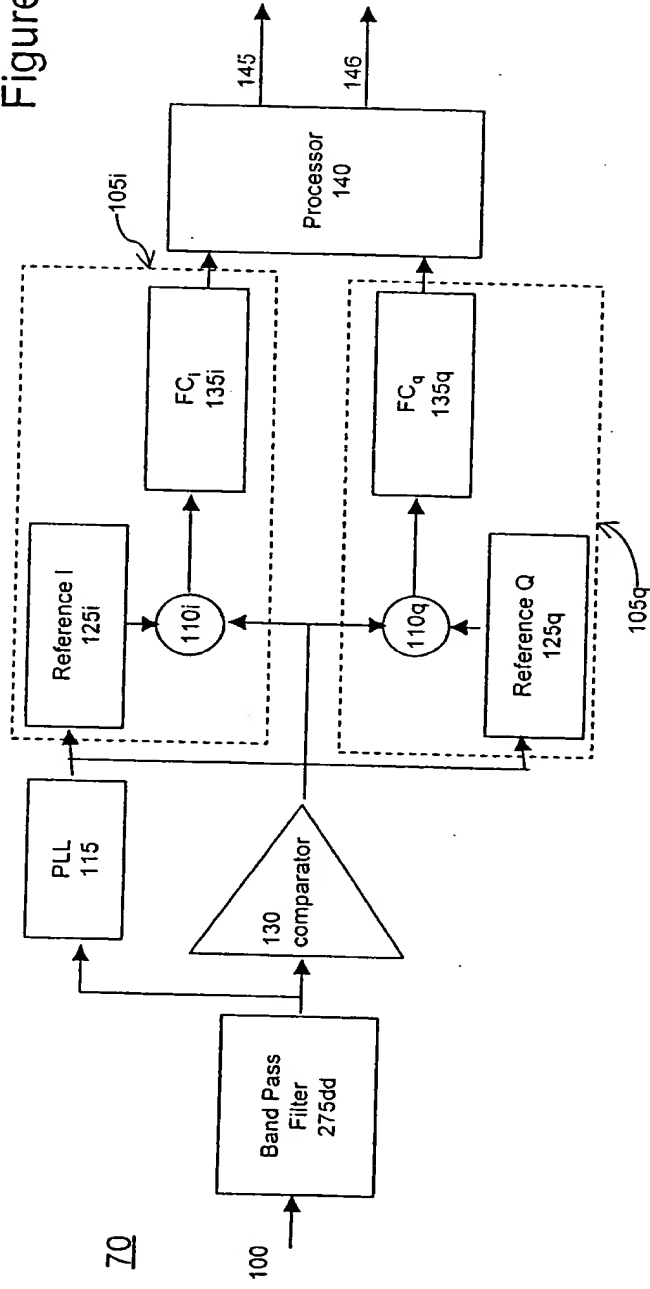 Figure
70
100
Band Pass
Filter
275dd
PLL
115
130
comparator
Reference I
125i
110i
FCI
135i
105i
Reference Q
125q
110q
FCq
135q
105q
Processor
140
145
146